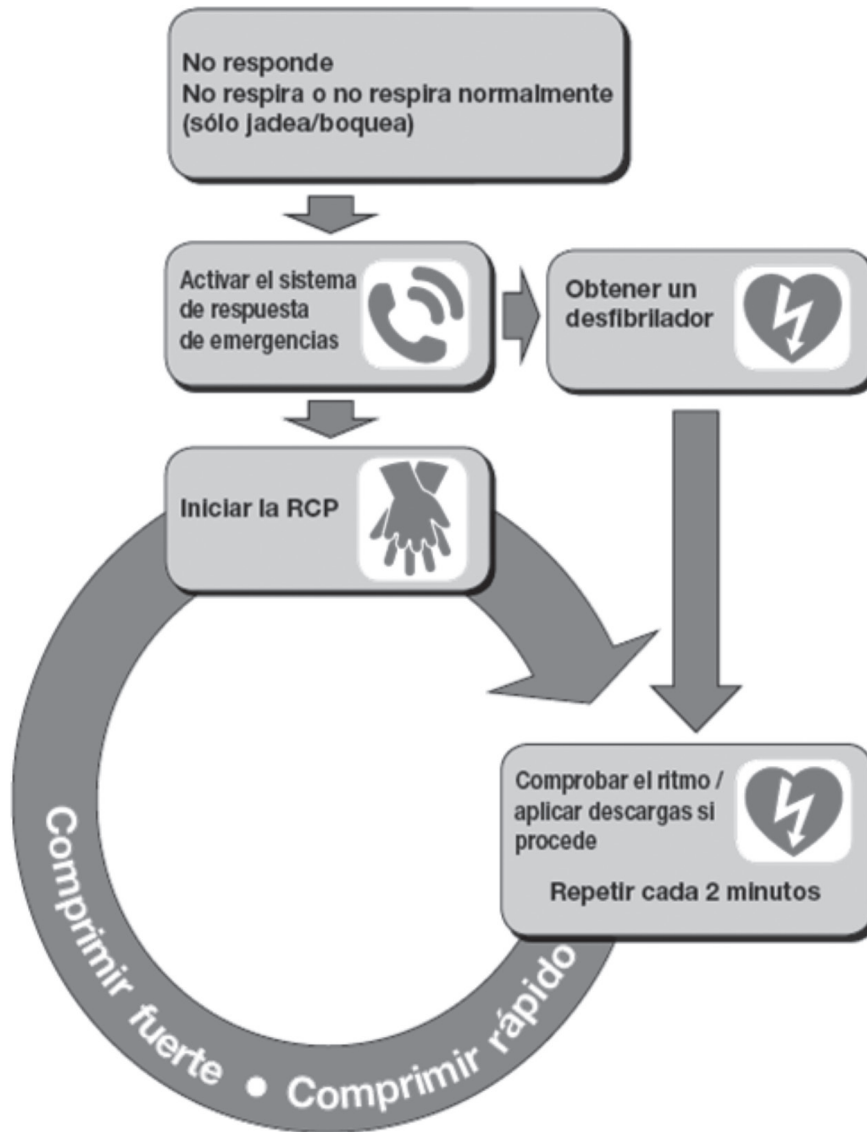 No responde
No respira o no respira normalmente
(sólo jadea/boquea)
Activar el sistema
de respuesta
de emergencias
Obtener un
desfibrilador
Iniciar la RCP
Comprobar el ritmo /
aplicar descargas si
procede
Repetir cada 2 minutos
Comprimir fuerte • Comprimir rápido